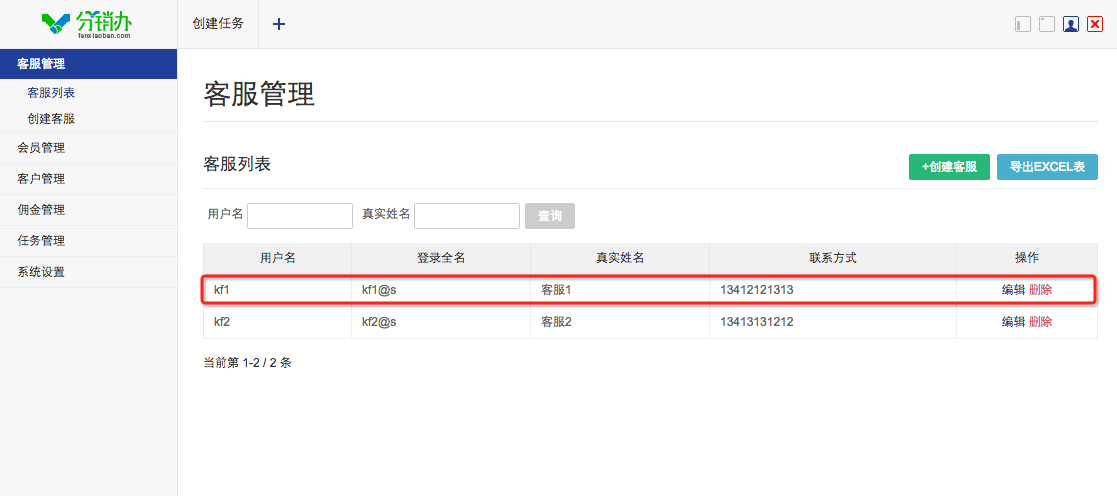 分销办
fenxiaoban.com
创建任务 +
客服管理
客服列表
创建客服
会员管理
客户管理
佣金管理
任务管理
系统设置
客服管理
客服列表
+创建客服 导出EXCEL表
用户名 真实姓名 查询
用户名 登录全名 真实姓名 联系方式 操作
kf1 kf1@s 客服1 13412121313 编辑 删除
kf2 kf2@s 客服2 13413131212 编辑 删除
当前第 1-2 / 2 条